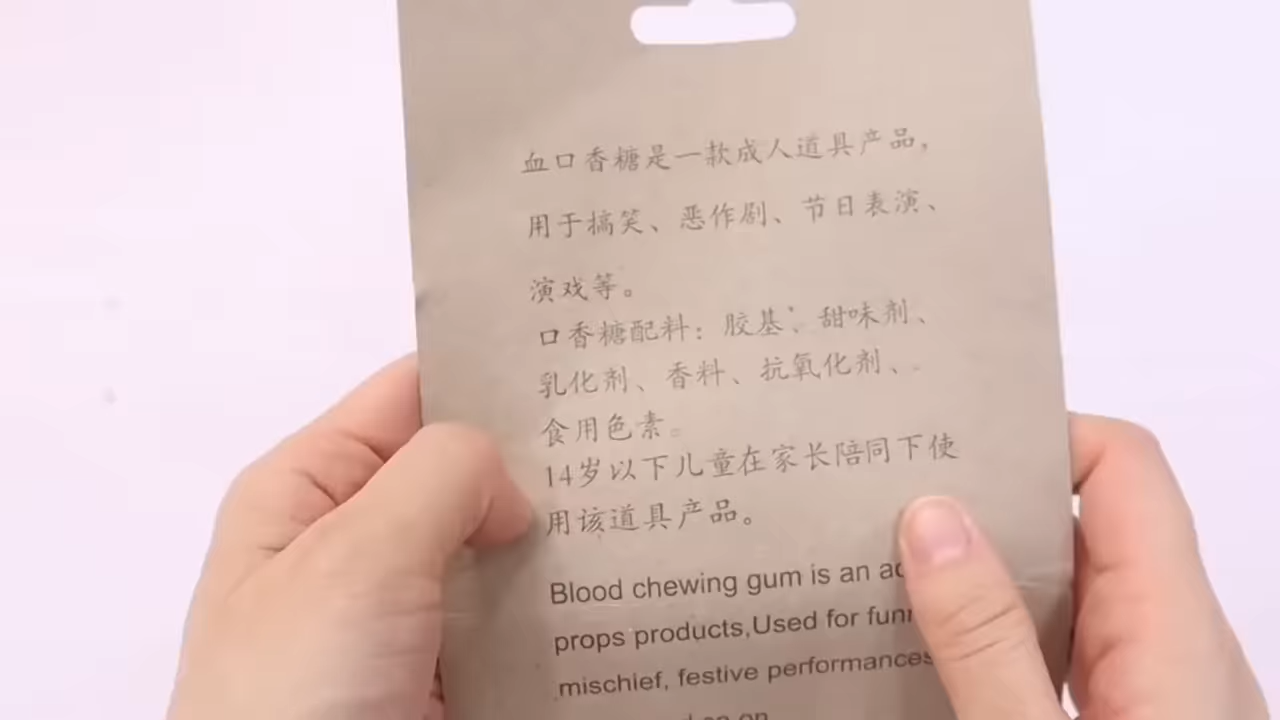 血口香糖是一款成人道具产品，
用于搞笑、恶作剧、节日表演、
演戏等。
口香糖配料：胶基、甜味剂、
乳化剂、香料、抗氧化剂、
食用色素。
14岁以下儿童在家长陪同下使
用该道具产品。
Blood chewing gum is an
props products,Used for
mischief, festive performances
on